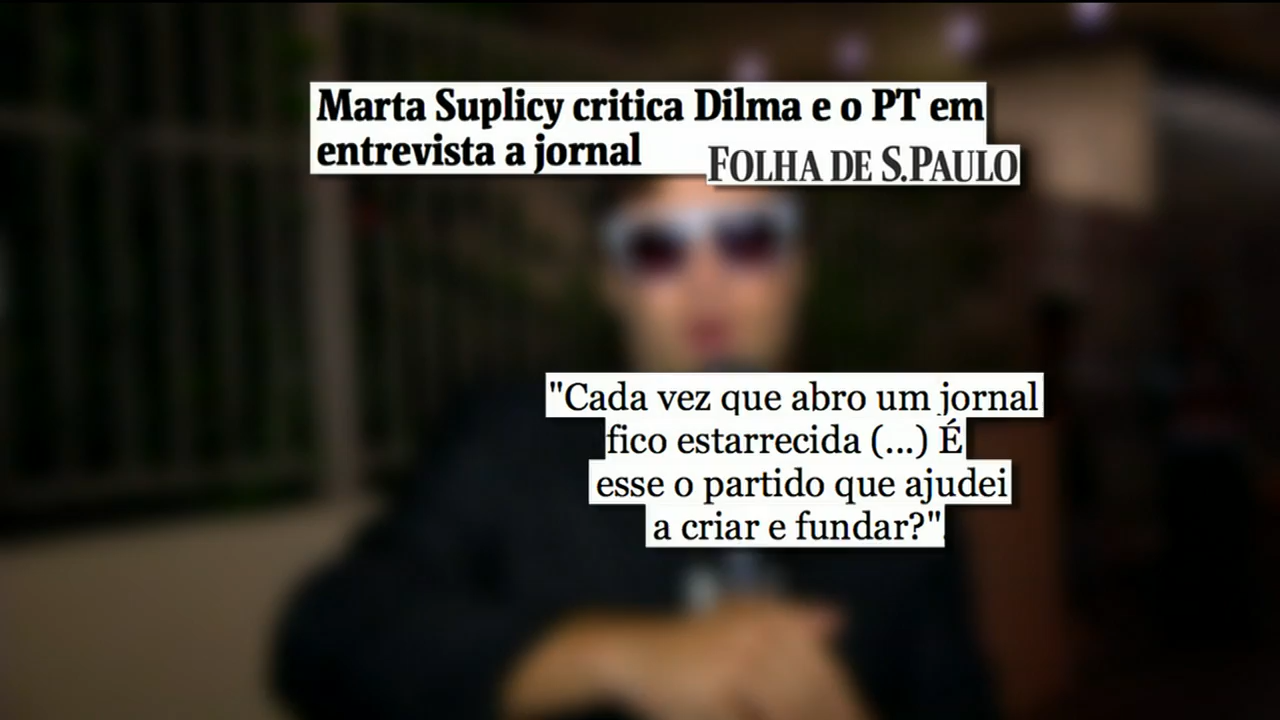 Marta Suplicy critica Dilma e o PT em
entrevista a jornal
FOLHA DE S.PAULO
"Cada vez que abro um jornal
fico estarrecida (...) É
esse o partido que ajudei
a criar e fundar?"